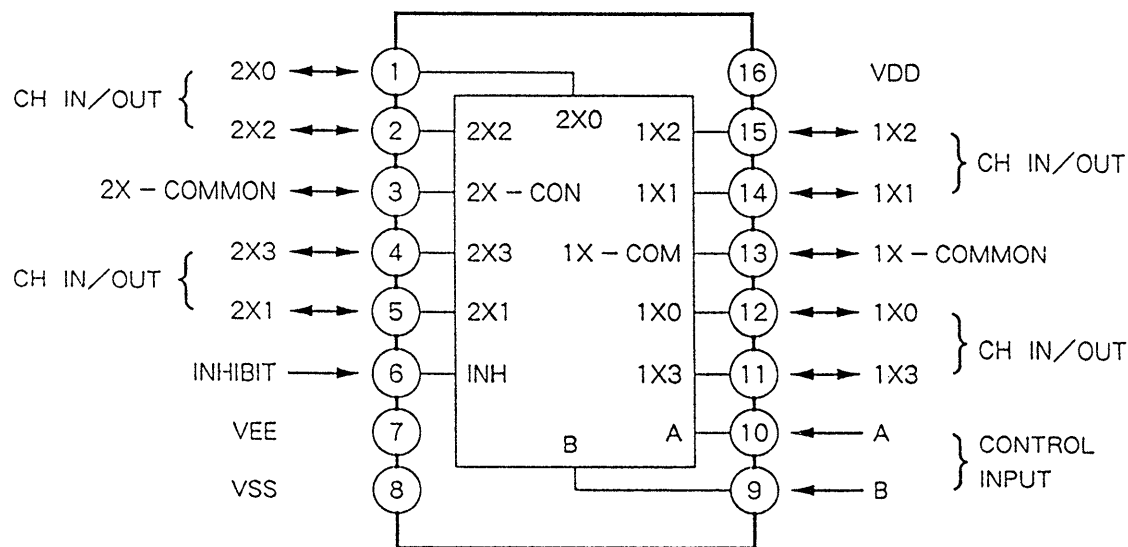 2X0 1 16 VDD
CH IN/OUT
2X0
2X2 2 2X2 1X2 15 1X2
CH IN/OUT
2X-COMMON 3 2X-CON 1X1 14 1X1
2X3 4 2X3 1X-COM 13 1X-COMMON
CH IN/OUT
2X1 5 2X1 1X0 12 1X0
CH IN/OUT
INHIBIT 6 INH 1X3 11 1X3
VEE 7 B A 10 A
CONTROL
INPUT
VSS 8 9 B